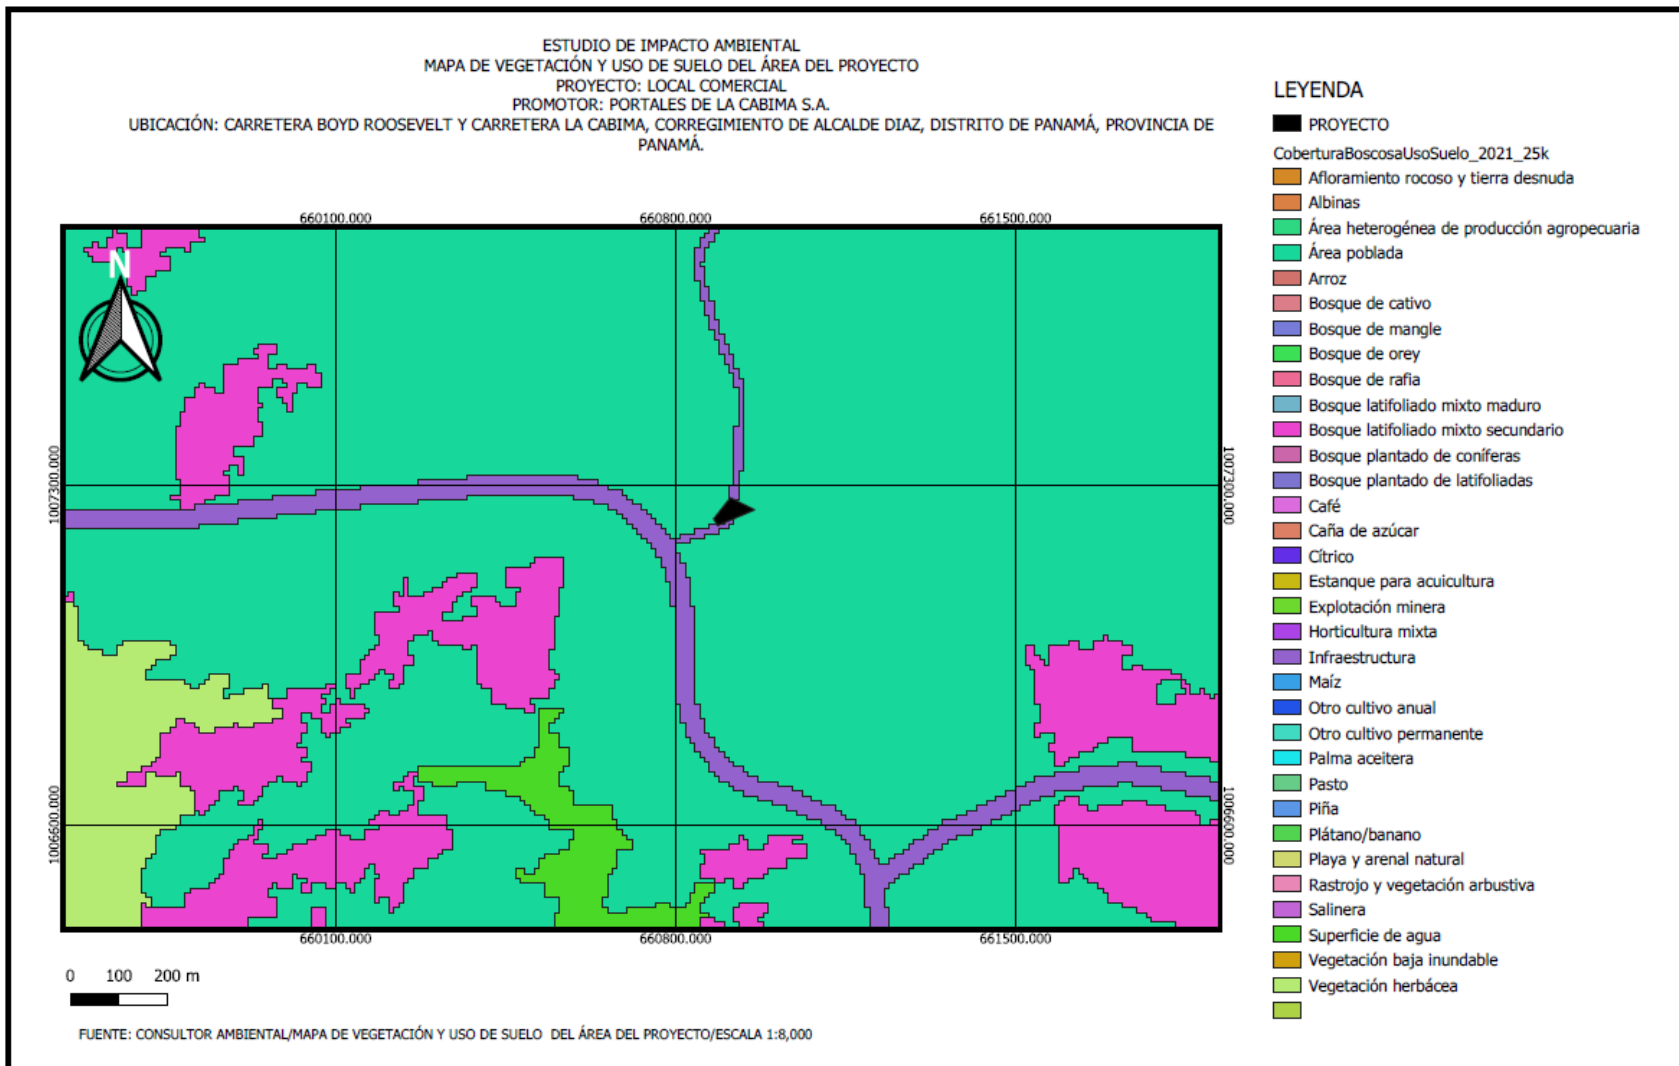 ESTUDIO DE IMPACTO AMBIENTAL
MAPA DE VEGETACIÓN Y USO DE SUELO DEL ÁREA DEL PROYECTO
PROYECTO: LOCAL COMERCIAL
PROMOTOR: PORTALES DE LA CABIMA S.A.
UBICACIÓN: CARRETERA BOYD ROOSEVELT Y CARRETERA LA CABIMA, CORREGIMIENTO DE ALCALDE DIAZ, DISTRITO DE PANAMÁ, PROVINCIA DE
PANAMÁ.
660100.000 660800.000 661500.000
N
1007300.000 1007300.000
1006600.000 1006600.000
660100.000 660800.000 661500.000
0 100 200 m
FUENTE: CONSULTOR AMBIENTAL/MAPA DE VEGETACIÓN Y USO DE SUELO DEL ÁREA DEL PROYECTO/ESCALA 1:8,000
LEYENDA
PROYECTO
CoberturaBoscosaUsoSuelo_2021_25k
Afloramiento rocoso y tierra desnuda
Albinas
Área heterogénea de producción agropecuaria
Área poblada
Arroz
Bosque de cativo
Bosque de mangle
Bosque de orey
Bosque de rafia
Bosque latifoliado mixto maduro
Bosque latifoliado mixto secundario
Bosque plantado de coníferas
Bosque plantado de latifoliadas
Café
Caña de azúcar
Cítrico
Estanque para acuicultura
Explotación minera
Horticultura mixta
Infraestructura
Maíz
Otro cultivo anual
Otro cultivo permanente
Palma aceitera
Pasto
Piña
Plátano/banano
Playa y arenal natural
Rastrojo y vegetación arbustiva
Salinera
Superficie de agua
Vegetación baja inundable
Vegetación herbácea